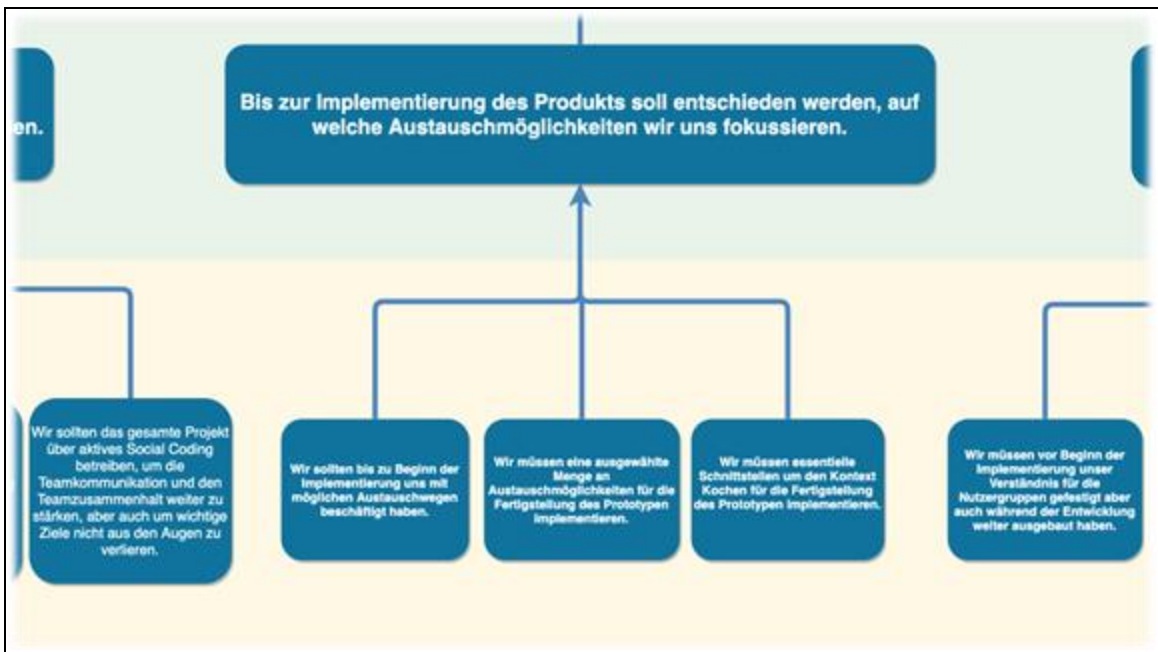 en.
Bis zur Implementierung des Produkts soll entschieden werden, auf
welche Austauschmöglichkeiten wir uns fokussieren.
Wir sollten das gesamte Projekt
über aktives Social Coding
betreiben, um die
Teamkommunikation und den
Teamzusammenhalt weiter zu
stärken, aber auch um wichtige
Ziele nicht aus den Augen zu
verlieren.
Wir sollten bis zu Beginn der
Implementierung uns mit
möglichen Austauschwegen
beschäftigt haben.
Wir müssen eine ausgewählte
Menge an
Austauschmöglichkeiten für die
Fertigstellung des Prototypen
Implementieren.
Wir müssen essentielle
Schnittstellen um den Kontext
Kochen für die Fertigstellung
des Prototypen implementieren.
Wir müssen vor Beginn der
Implementierung unser
Verständnis für die
Nutzergruppen gefestigt aber
auch während der Entwicklung
weiter ausgebaut haben.